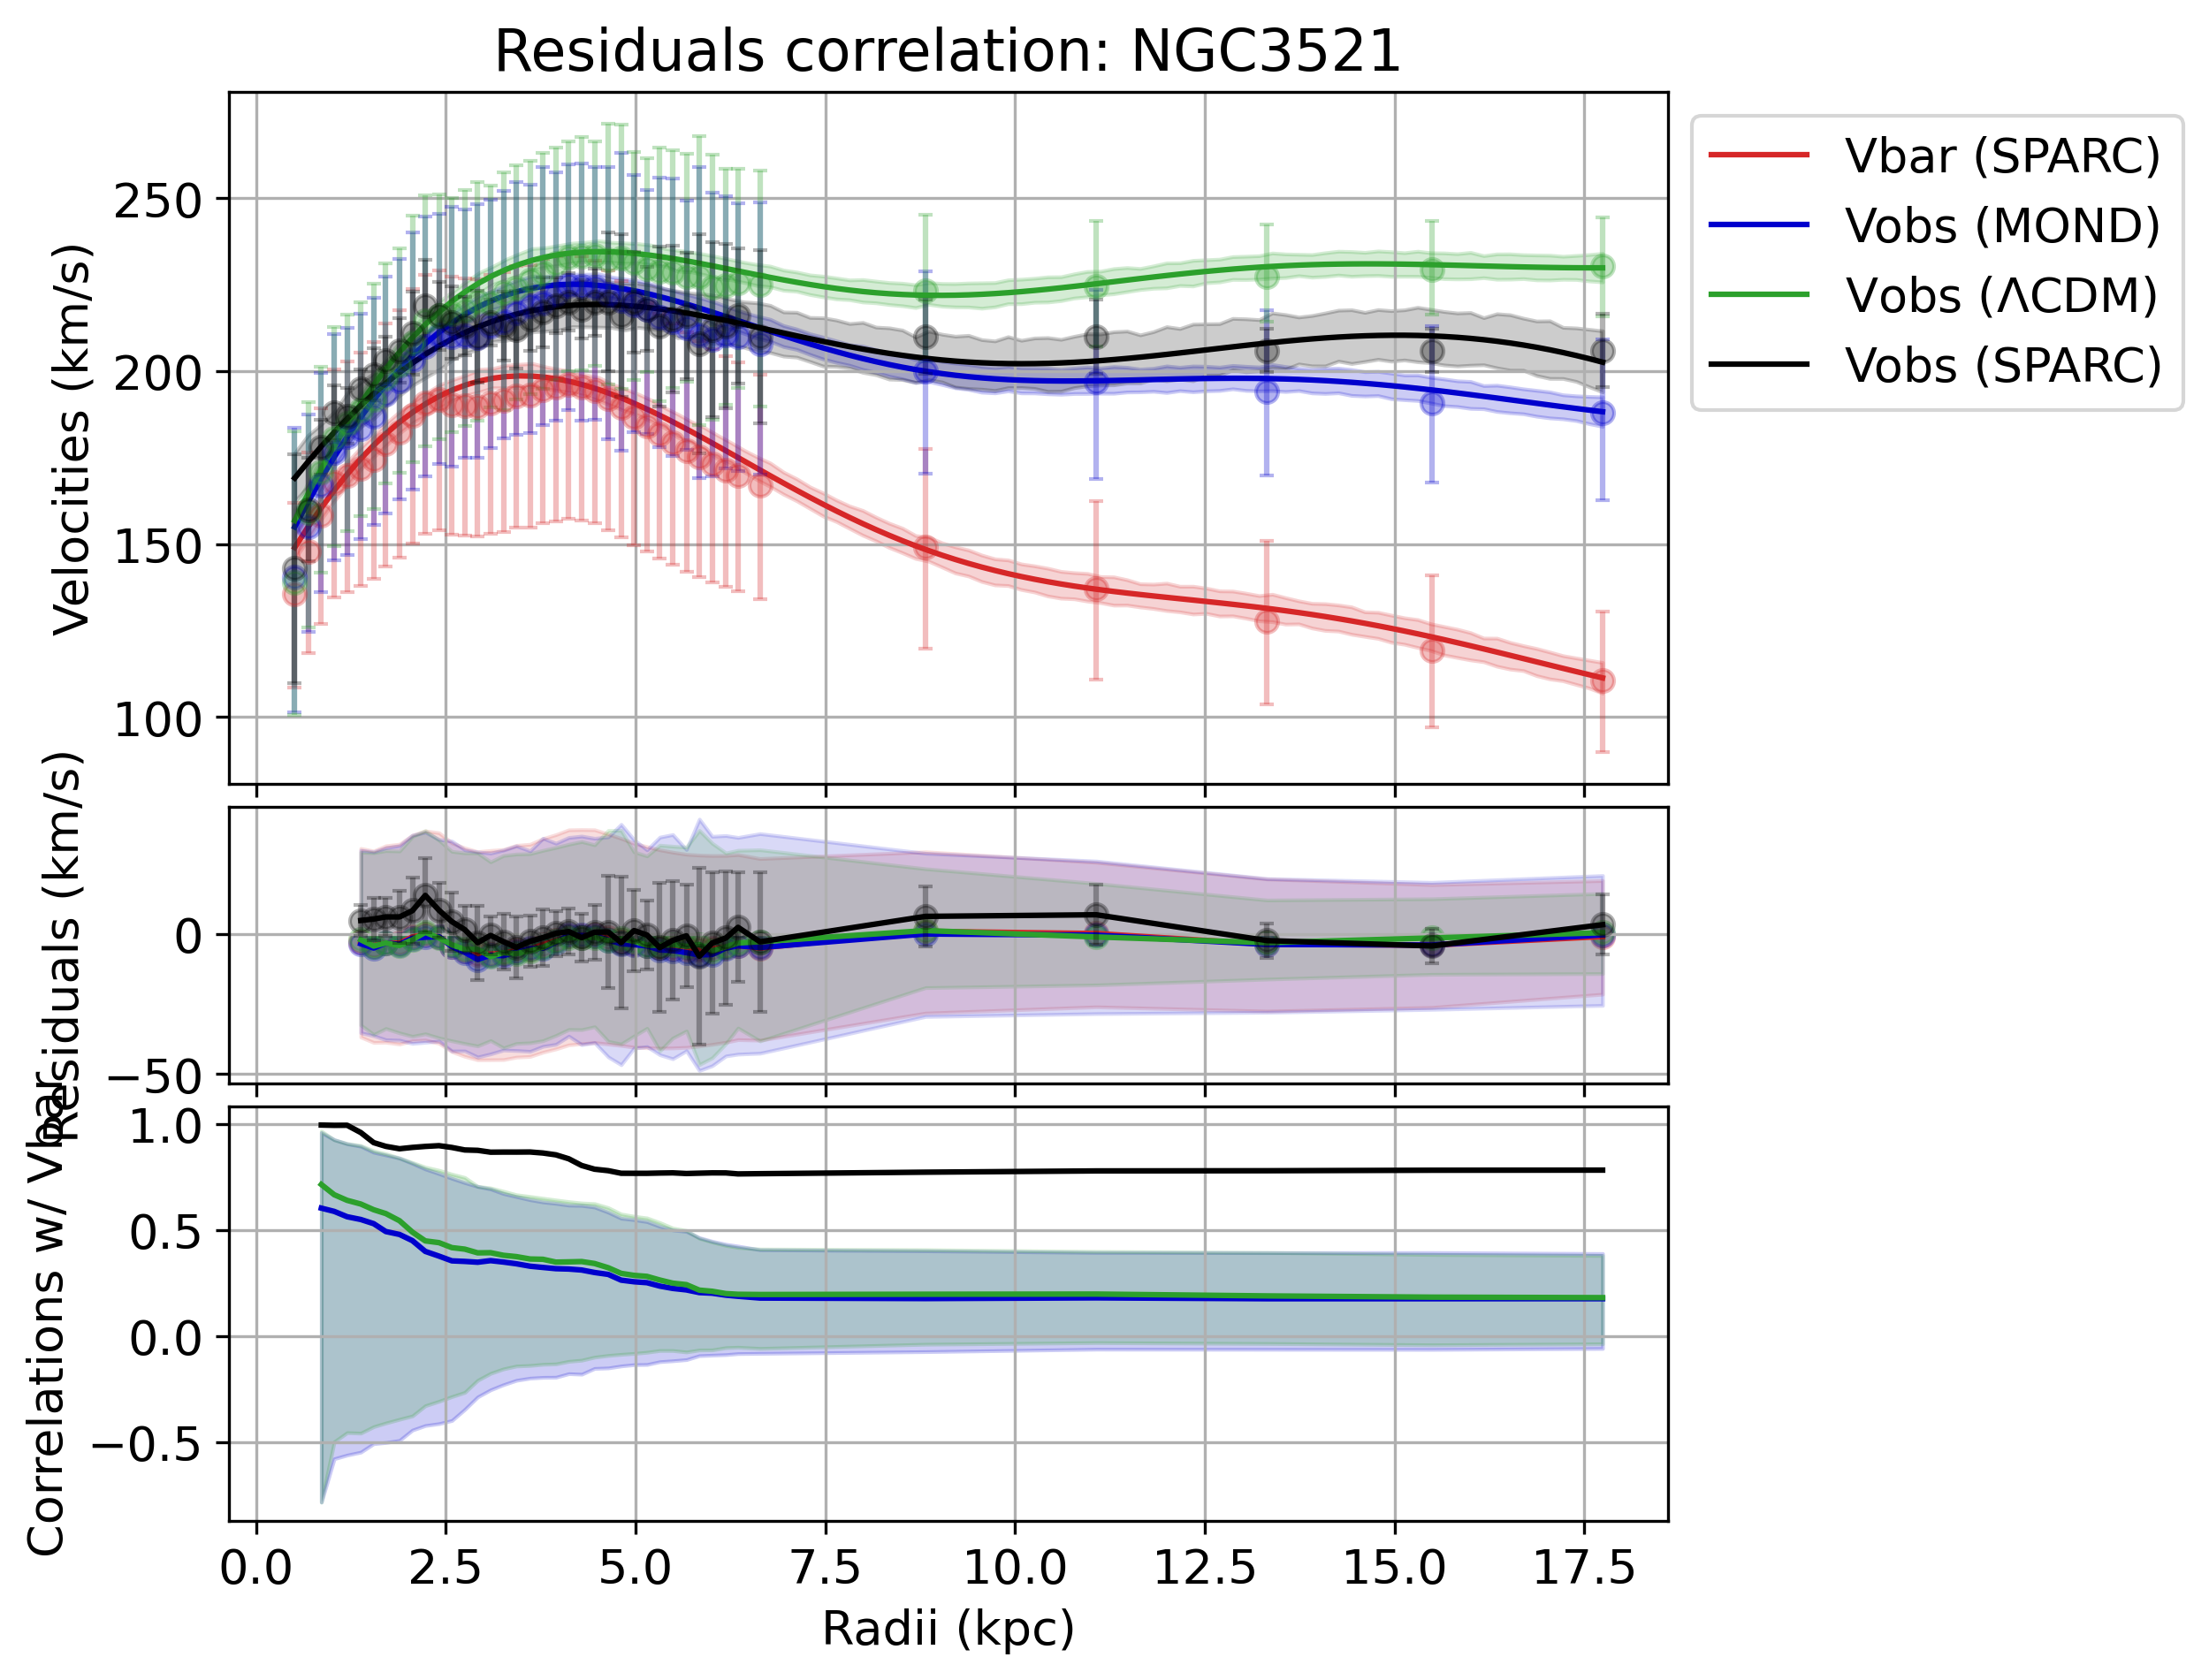 Residuals correlation: NGC3521
Velocities (km/s)
250
200
150
100
Vbar (SPARC)
Vobs (MOND)
Vobs (ΛCDM)
Vobs (SPARC)
Residuals (km/s)
0
−50
Correlations w/ Vbar
1.0
0.5
0.0
−0.5
0.0 2.5 5.0 7.5 10.0 12.5 15.0 17.5
Radii (kpc)